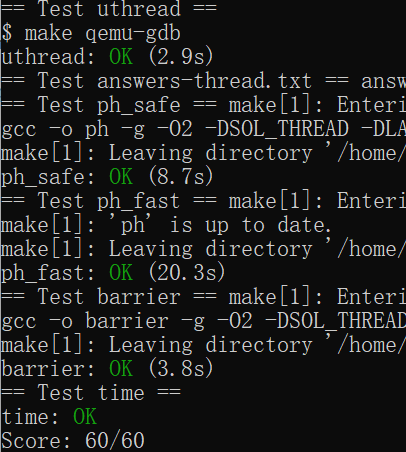 == Test uthread ==
$ make qemu-gdb
uthread: OK (2.9s)
== Test answers-thread.txt == answ
== Test ph_safe == make[1]: Enteri
gcc -o ph -g -O2 -DSOL_THREAD -DLA
make[1]: Leaving directory '/home/
ph_safe: OK (8.7s)
== Test ph_fast == make[1]: Enteri
make[1]: 'ph' is up to date.
make[1]: Leaving directory '/home/
ph_fast: OK (20.3s)
== Test barrier == make[1]: Enteri
gcc -o barrier -g -O2 -DSOL_THREAD
make[1]: Leaving directory '/home/
barrier: OK (3.8s)
== Test time ==
time: OK
Score: 60/60